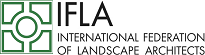 IFLA
INTERNATIONAL FEDERATION
OF LANDSCAPE ARCHITECTS